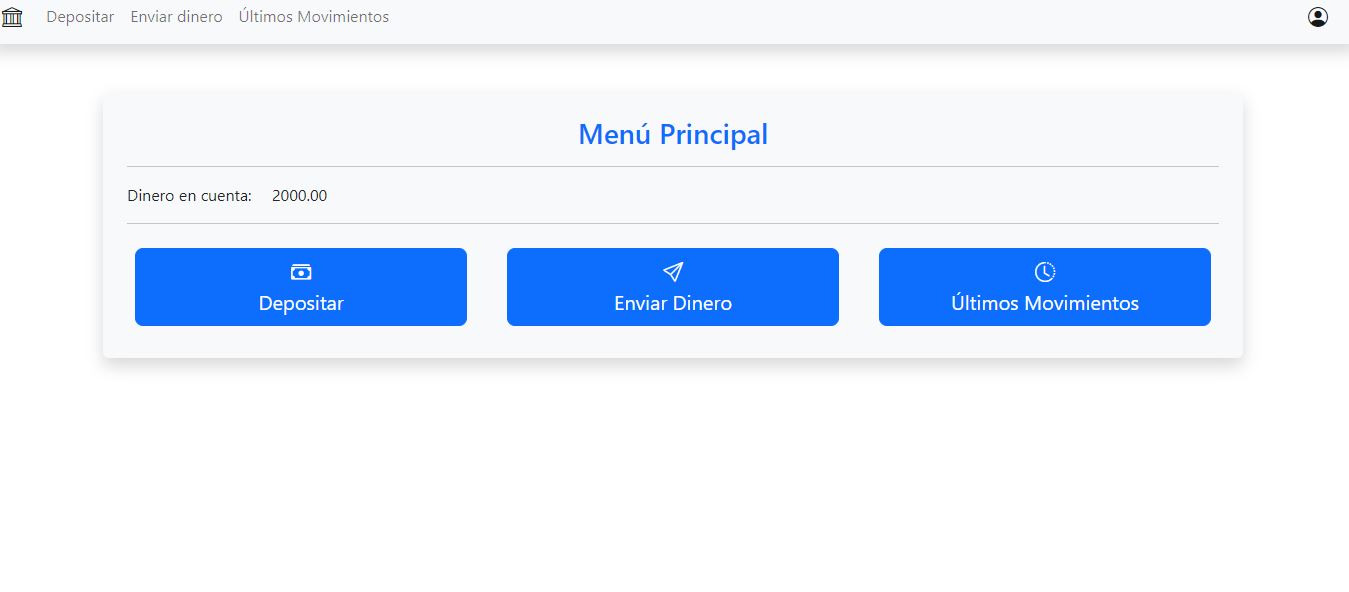 Depositar Enviar dinero Últimos Movimientos
Menú Principal
Dinero en cuenta: 2000.00
Depositar Enviar Dinero Últimos Movimientos